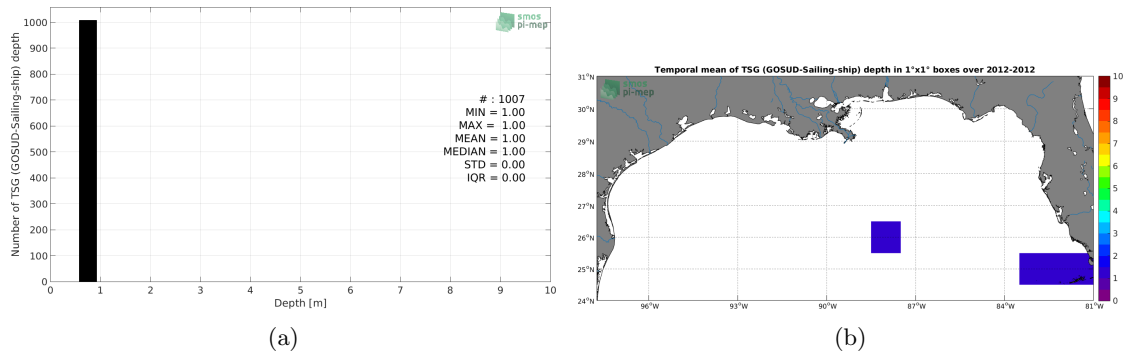 1000
900
800
700
600
500
400
300
200
100
0
Number of TSG (GOSUD-Sailing-ship) depth
smos
pi-mep
# : 1007
MIN = 1.00
MAX = 1.00
MEAN = 1.00
MEDIAN = 1.00
STD = 0.00
IQR = 0.00
0 1 2 3 4 5 6 7 8 9 10
Depth [m]
(a)
Temporal mean of TSG (GOSUD-Sailing-ship) depth in 1°x1° boxes over 2012-2012
smos
pi-mep
31°N
30°N
29°N
28°N
27°N
26°N
25°N
24°N
96°W 93°W 90°W 87°W 84°W 81°W
10
9
8
7
6
5
4
3
2
1
0
(b)